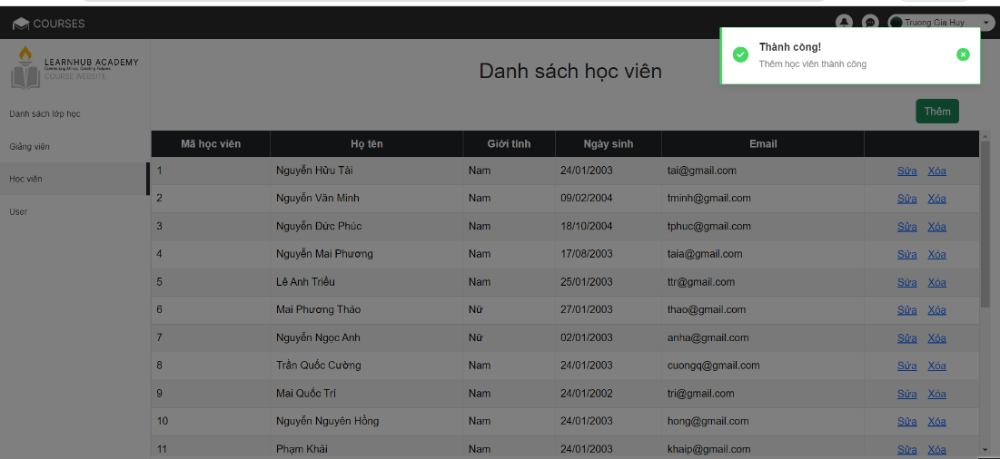 COURSES
Truong Gia Huy
LEARNHUB ACADEMY
Connecting Minds, Creating Futures
COURSE WEBSITE
Danh sách lớp học
Giảng viên
Học viên
User
Thành công!
Thêm học viên thành công
Danh sách học viên
Thêm
Mã học viên Họ tên Giới tính Ngày sinh Email
1 Nguyễn Hữu Tài Nam 24/01/2003 tai@gmail.com Sửa Xóa
2 Nguyễn Văn Minh Nam 09/02/2004 tminh@gmail.com Sửa Xóa
3 Nguyễn Đức Phúc Nam 18/10/2004 tphuc@gmail.com Sửa Xóa
4 Nguyễn Mai Phương Nam 17/08/2003 taia@gmail.com Sửa Xóa
5 Lê Anh Triều Nam 25/01/2003 ttr@gmail.com Sửa Xóa
6 Mai Phương Thảo Nữ 27/01/2003 thao@gmail.com Sửa Xóa
7 Nguyễn Ngọc Anh Nữ 02/01/2003 anha@gmail.com Sửa Xóa
8 Trần Quốc Cường Nam 24/01/2003 cuongq@gmail.com Sửa Xóa
9 Mai Quốc Trí Nam 24/01/2002 tri@gmail.com Sửa Xóa
10 Nguyễn Nguyên Hồng Nam 24/01/2003 hong@gmail.com Sửa Xóa
11 Phạm Khải Nam 24/01/2003 khaip@gmail.com Sửa Xóa